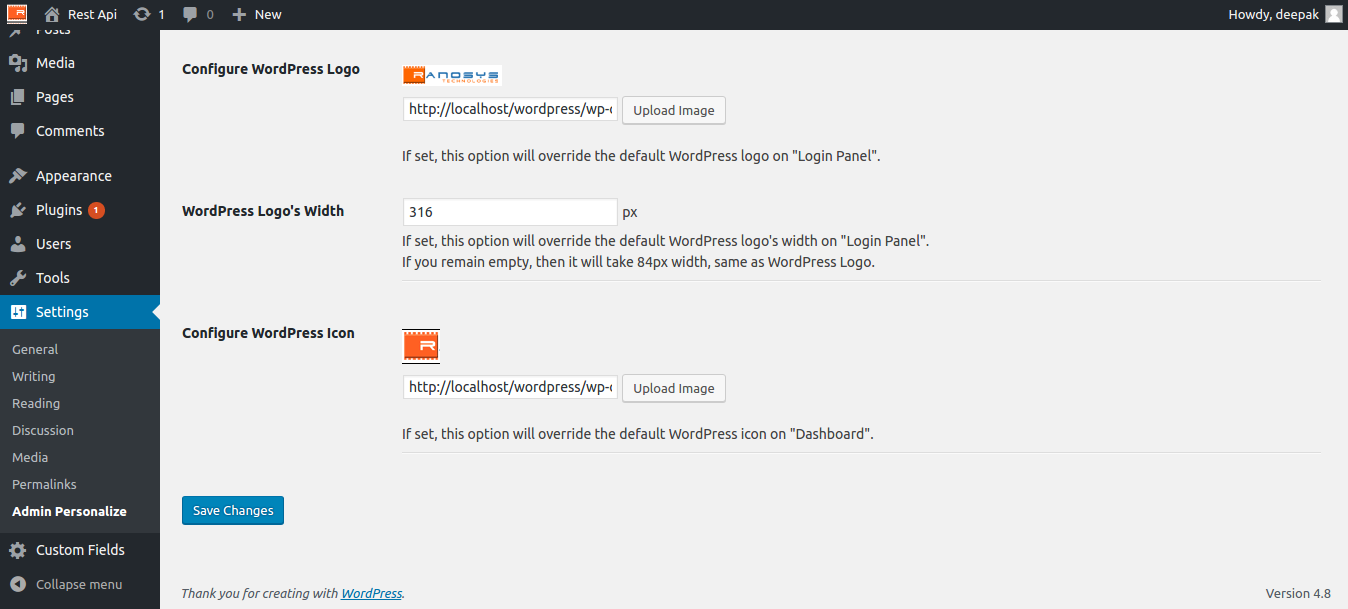 Rest Api 1 0 New Howdy, deepak
Posts
Media
Pages
Comments
Appearance
Plugins 1
Users
Tools
Settings
General
Writing
Reading
Discussion
Media
Permalinks
Admin Personalize
Custom Fields
Collapse menu
Configure WordPress Logo
RANOSYS
TECHNOLOGIES
http://localhost/wordpress/wp-c Upload Image
If set, this option will override the default WordPress logo on "Login Panel".
WordPress Logo's Width
316 px
If set, this option will override the default WordPress logo's width on "Login Panel".
If you remain empty, then it will take 84px width, same as WordPress Logo.
Configure WordPress Icon
R
http://localhost/wordpress/wp-c Upload Image
If set, this option will override the default WordPress icon on "Dashboard".
Save Changes
Thank you for creating with WordPress. Version 4.8